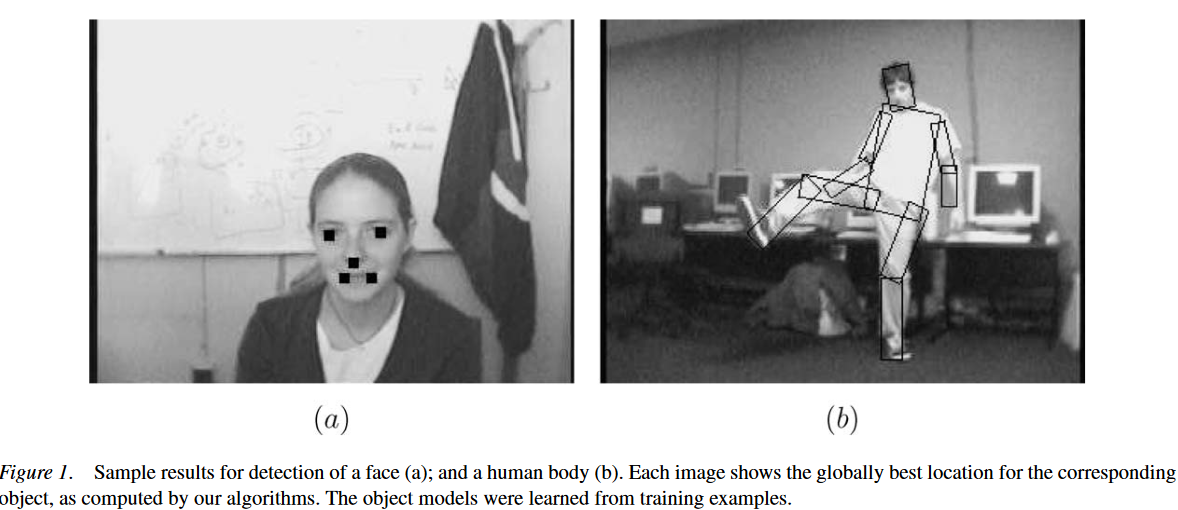 (a)
(b)
Figure 1. Sample results for detection of a face (a); and a human body (b). Each image shows the globally best location for the corresponding
object, as computed by our algorithms. The object models were learned from training examples.